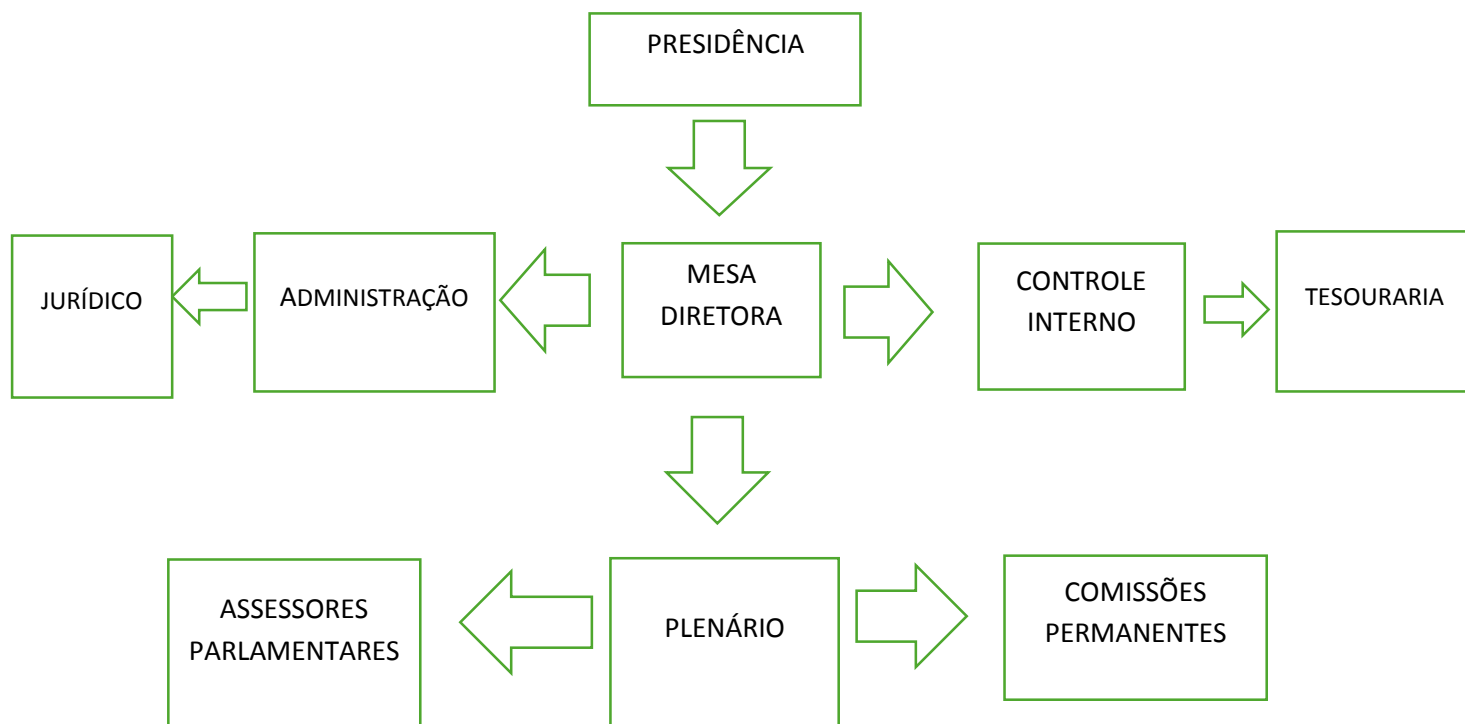 PRESIDÊNCIA
JURÍDICO
ADMINISTRAÇÃO
MESA
DIRETORA
CONTROLE
INTERNO
TESOURARIA
ASSESSORES
PARLAMENTARES
PLENÁRIO
COMISSÕES
PERMANENTES